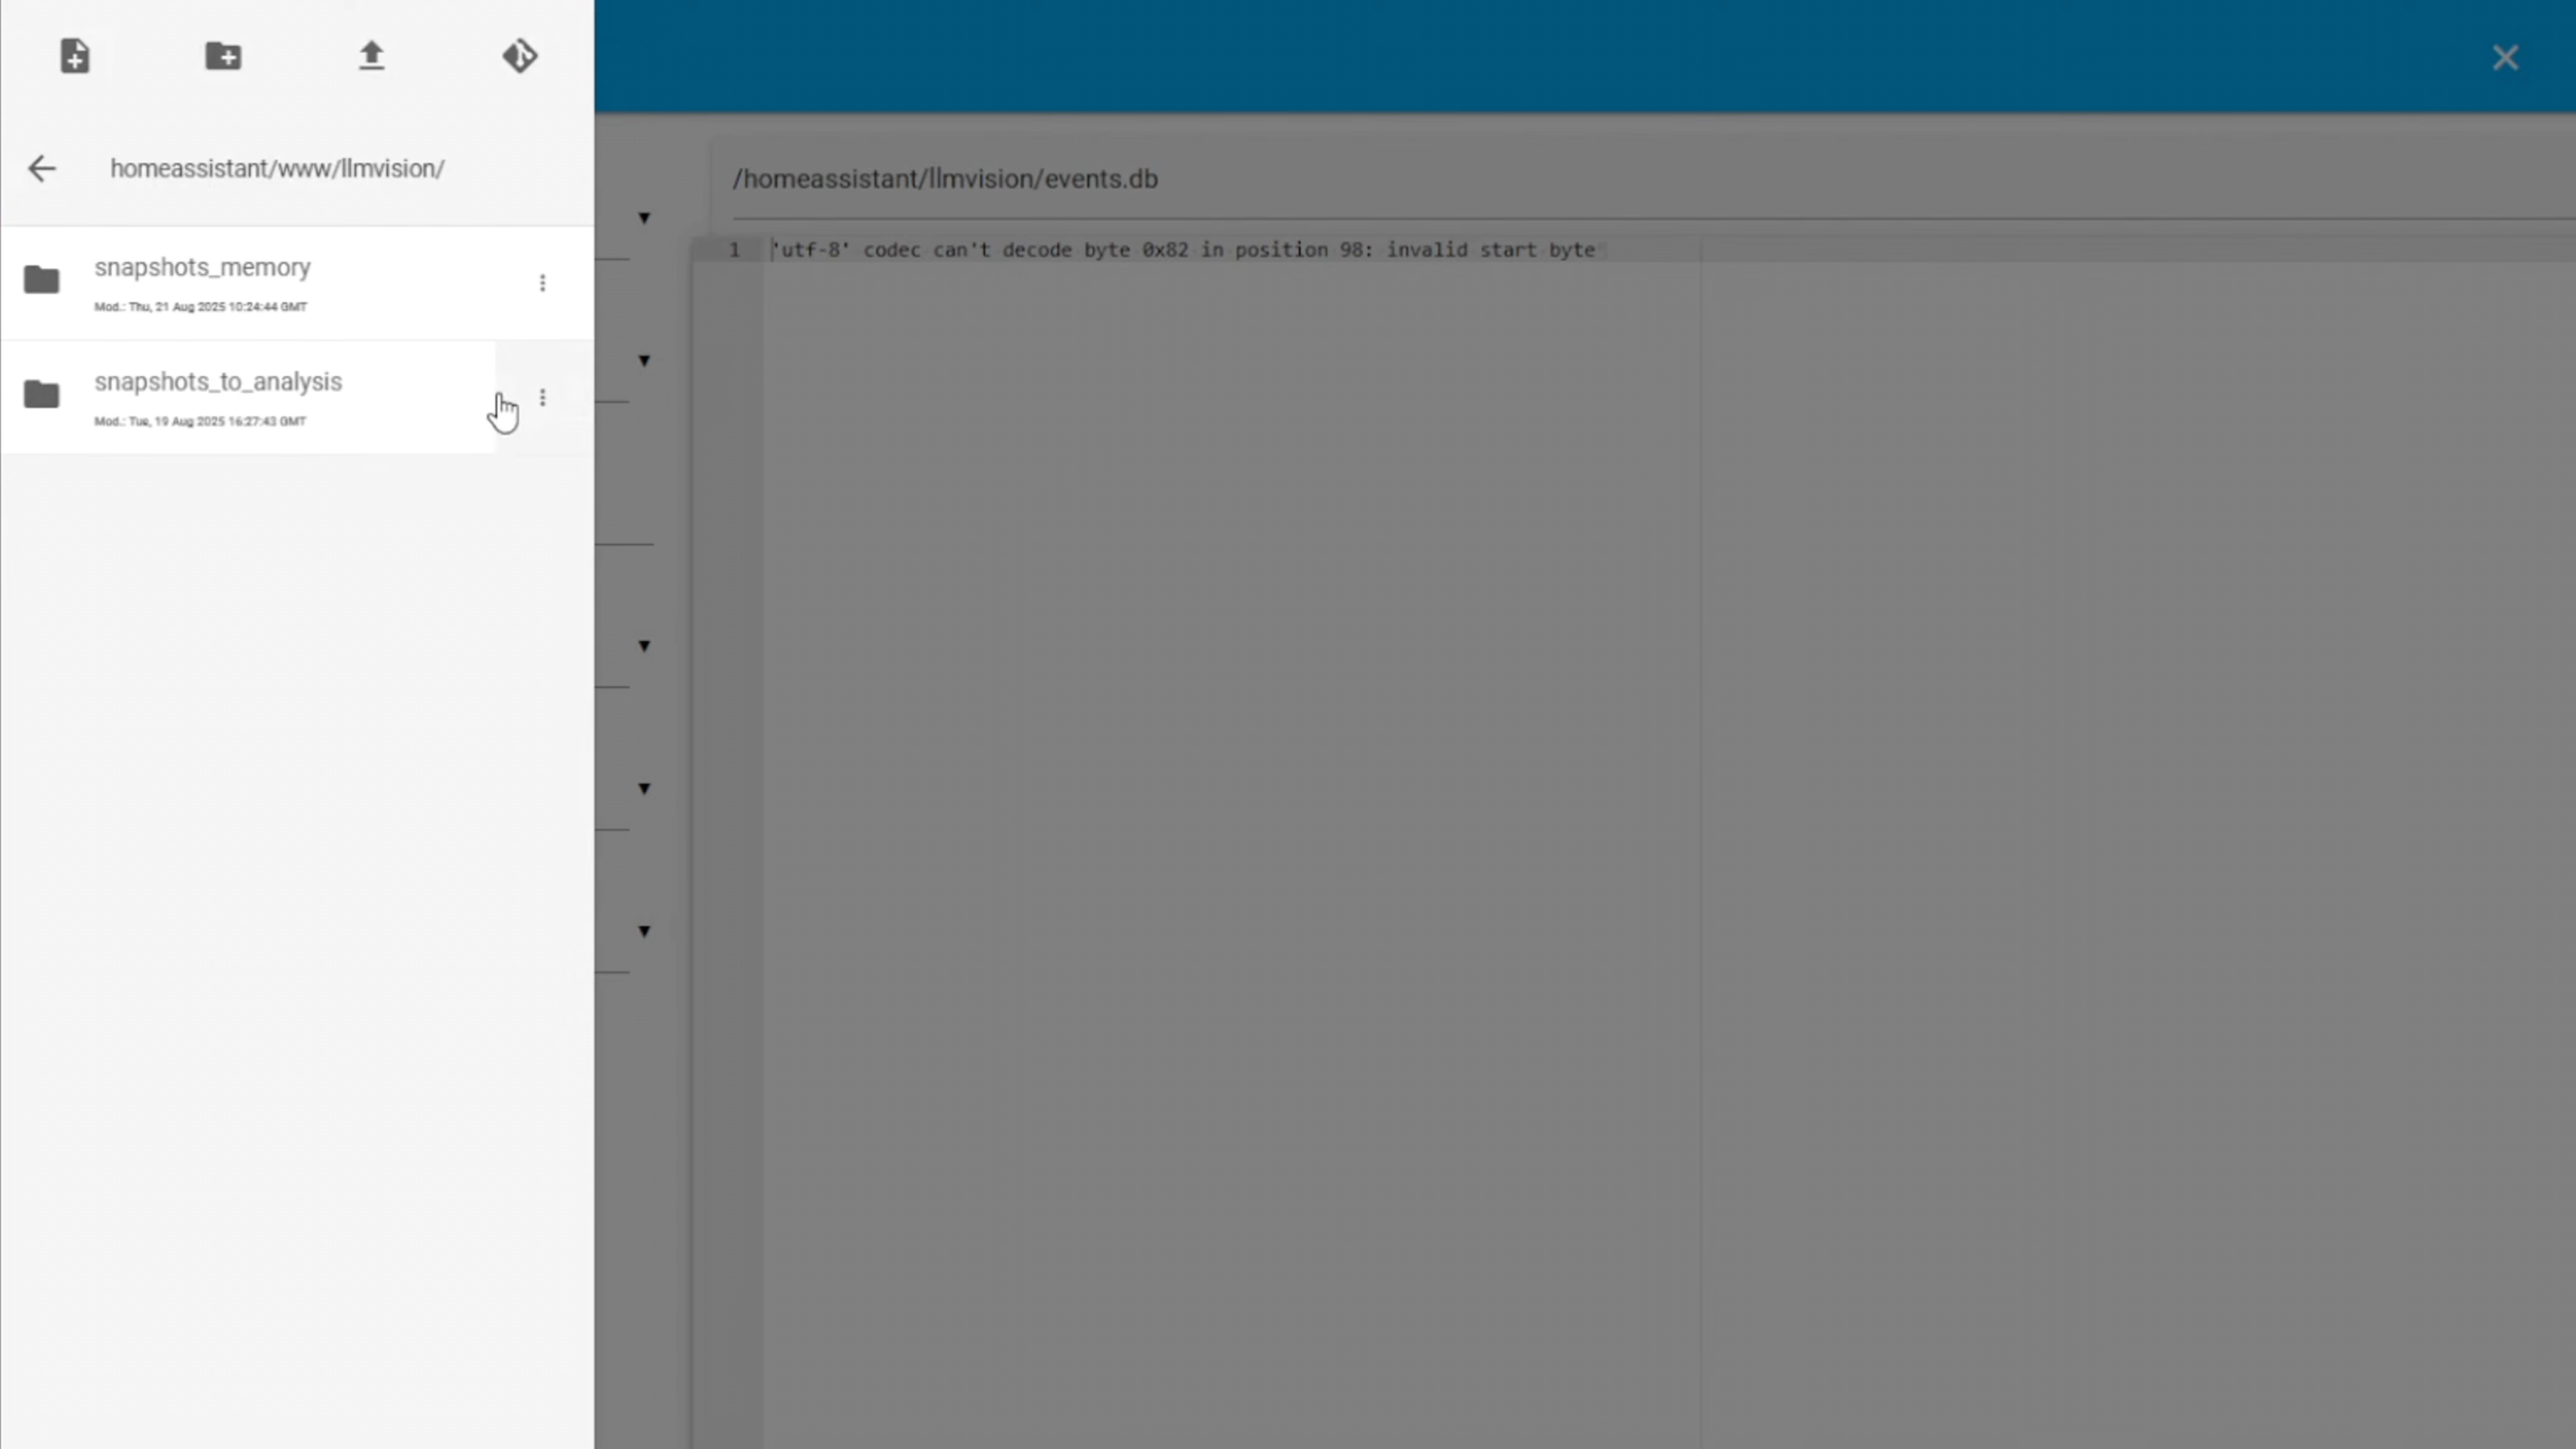 homeassistant/www/llmvision/
snapshots_memory
Mod.: Thu, 21 Aug 2025 10:24:44 GMT
snapshots_to_analysis
Mod.: Tue, 19 Aug 2025 16:27:43 GMT
/homeassistant/llmvision/events.db
1 'utf-8' codec can't decode byte 0x82 in position 98: invalid start byte